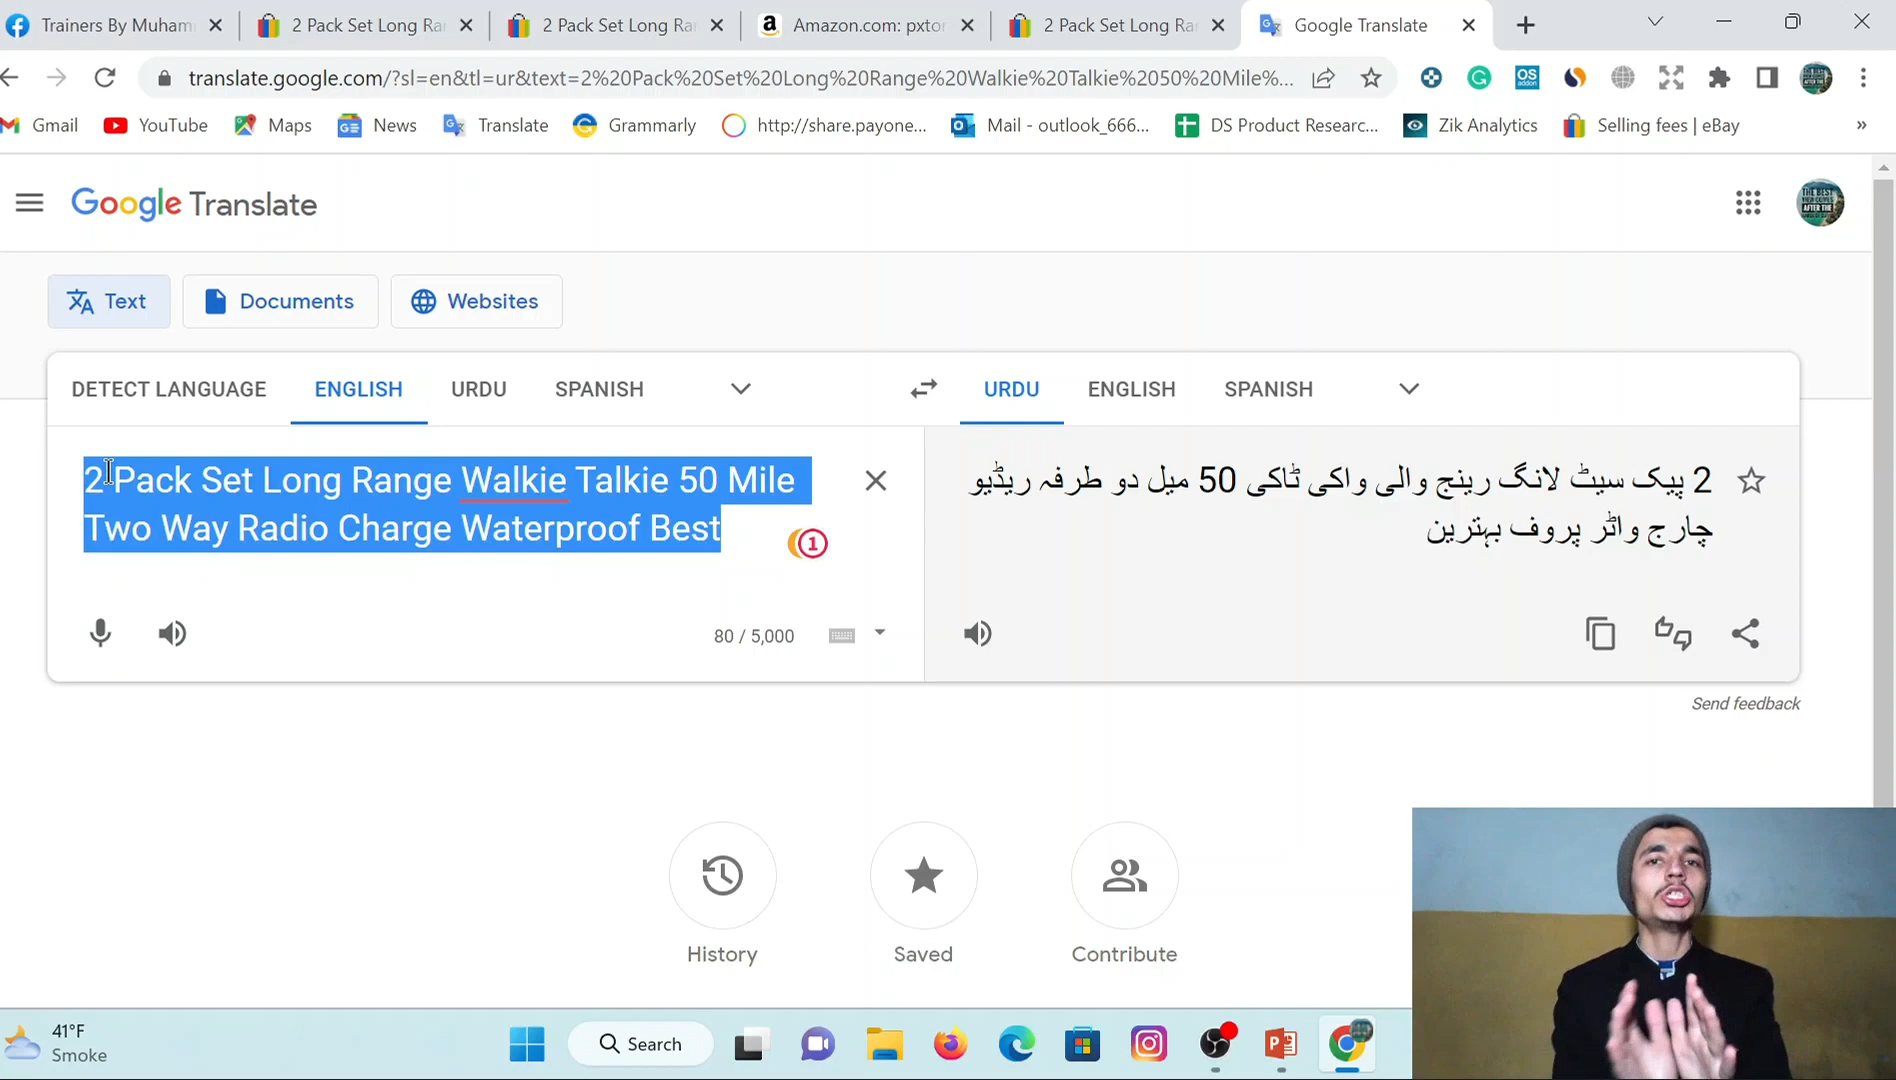 Trainers By Muham
2 Pack Set Long Ra
2 Pack Set Long Ra
Amazon.com: pxto
2 Pack Set Long Ra
Google Translate
translate.google.com/?sl=en&tl=ur&text=2%20Pack%20Set%20Long%20Range%20Walkie%20Talkie%2050%20Mile%...
Gmail
YouTube
Maps
News
Translate
Grammarly
http://share.payone...
Mail - outlook_666...
DS Product Researc...
Zik Analytics
Selling fees | eBay
»
Google Translate
Text
Documents
Websites
DETECT LANGUAGE
ENGLISH
URDU
SPANISH
URDU
ENGLISH
SPANISH
2 Pack Set Long Range Walkie Talkie 50 Mile
Two Way Radio Charge Waterproof Best
1
80 / 5,000
2 پیک سیٹ لانگ رینج والی واکی ٹاکی 50 میل دو طرفہ ریڈیو
چارج واٹر پروف بہترین
Send feedback
History
Saved
Contribute
41°F
Smoke
Search